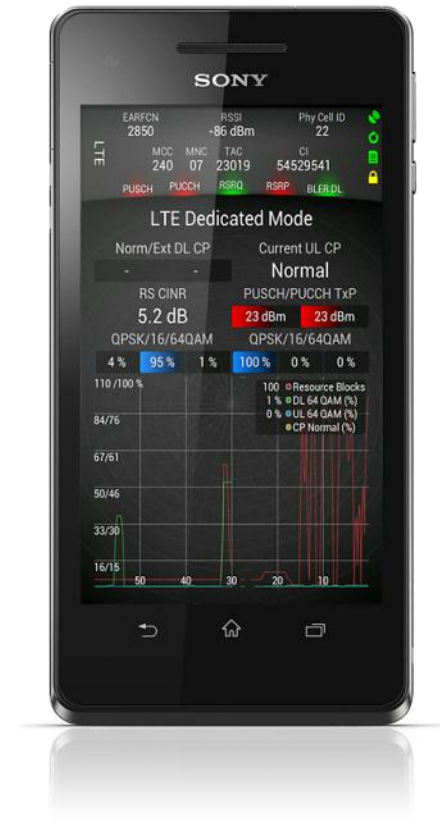 SONY
EARFCN RSSI Phy Cell ID
2850 -86 dBm 22
LTE
MCC MNC TAC CI
240 07 23019 54529541
PUSCH PUCCH RSRQ RSRP BLER DL
LTE Dedicated Mode
Norm/Ext DL CP Current UL CP
- - Normal
RS CINR PUSCH/PUCCH TxP
5.2 dB 23 dBm 23 dBm
QPSK/16/64QAM QPSK/16/64QAM
4 % 95 % 1 % 100 % 0 % 0 %
110 /100 % 100 Resource Blocks
1 % DL 64 QAM (%)
0 % UL 64 QAM (%)
CP Normal (%)
84/76
67/61
50/46
33/30
16/15
50 40 30 20 10